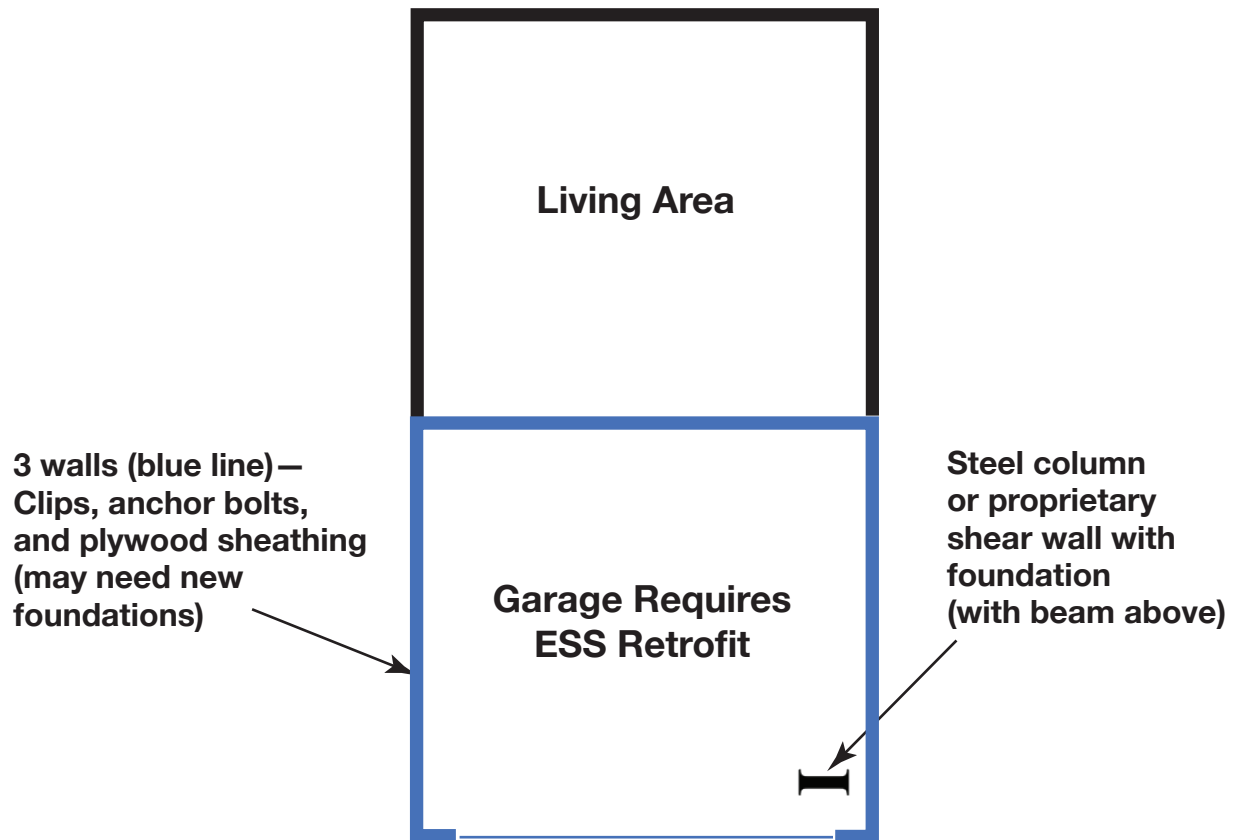 Living Area
3 walls (blue line)—
Clips, anchor bolts,
and plywood sheathing
(may need new
foundations)
Steel column
or proprietary
shear wall with
foundation
(with beam above)
Garage Requires
ESS Retrofit